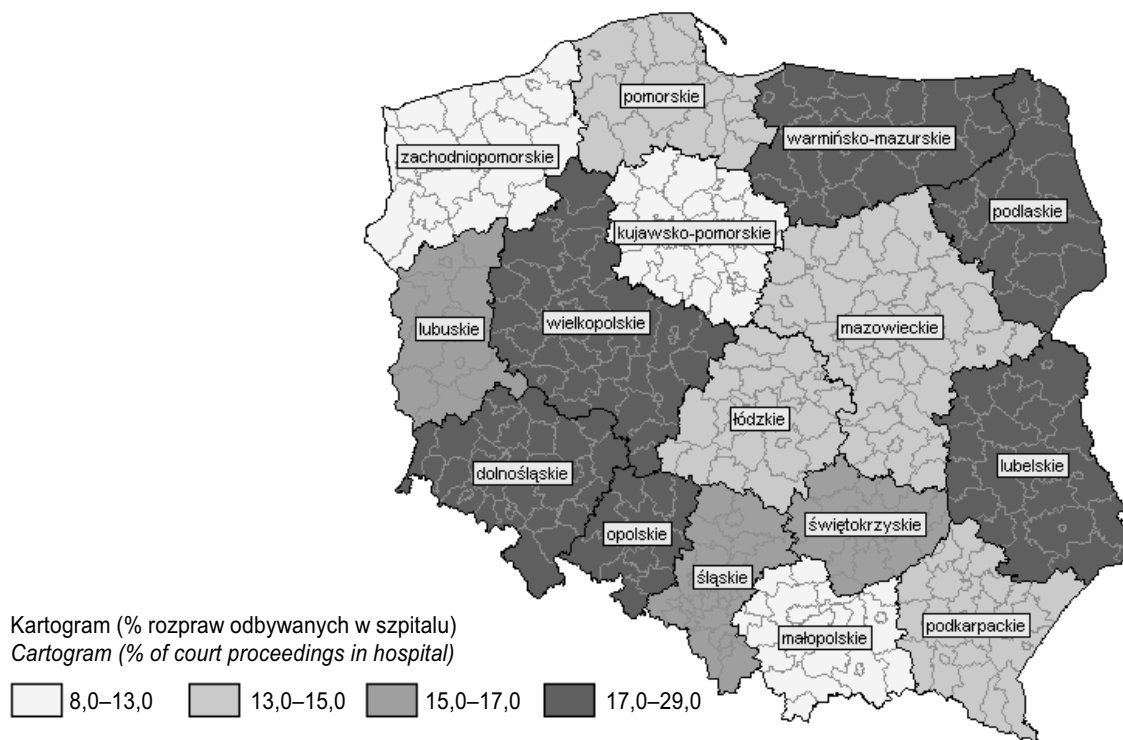 pomorskie
warmińsko-mazurskie
zachodniopomorskie
podlaskie
kujawsko-pomorskie
lubuskie
wielkopolskie
mazowieckie
łódzkie
dolnośląskie
lubelskie
opolskie
świętokrzyskie
śląskie
małopolskie
podkarpackie
Kartogram (% rozpraw odbywanych w szpitalu)
Cartogram (% of court proceedings in hospital)
8,0–13,0 13,0–15,0 15,0–17,0 17,0–29,0